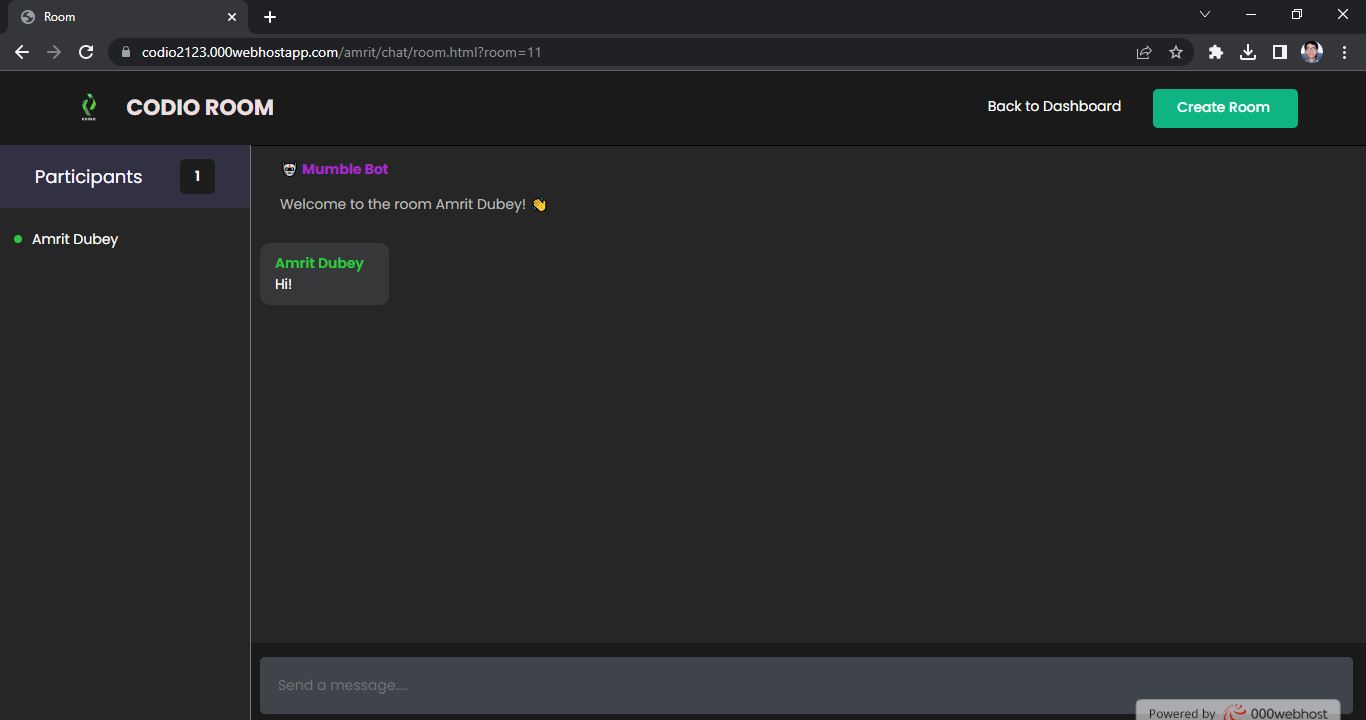 Room
codio2123.000webhostapp.com/amrit/chat/room.html?room=11
CODIO
CODIO ROOM
Back to Dashboard
Create Room
Participants 1
Amrit Dubey
Mumble Bot
Welcome to the room Amrit Dubey! 👋
Amrit Dubey
Hi!
Send a message....
Powered by 000webhost